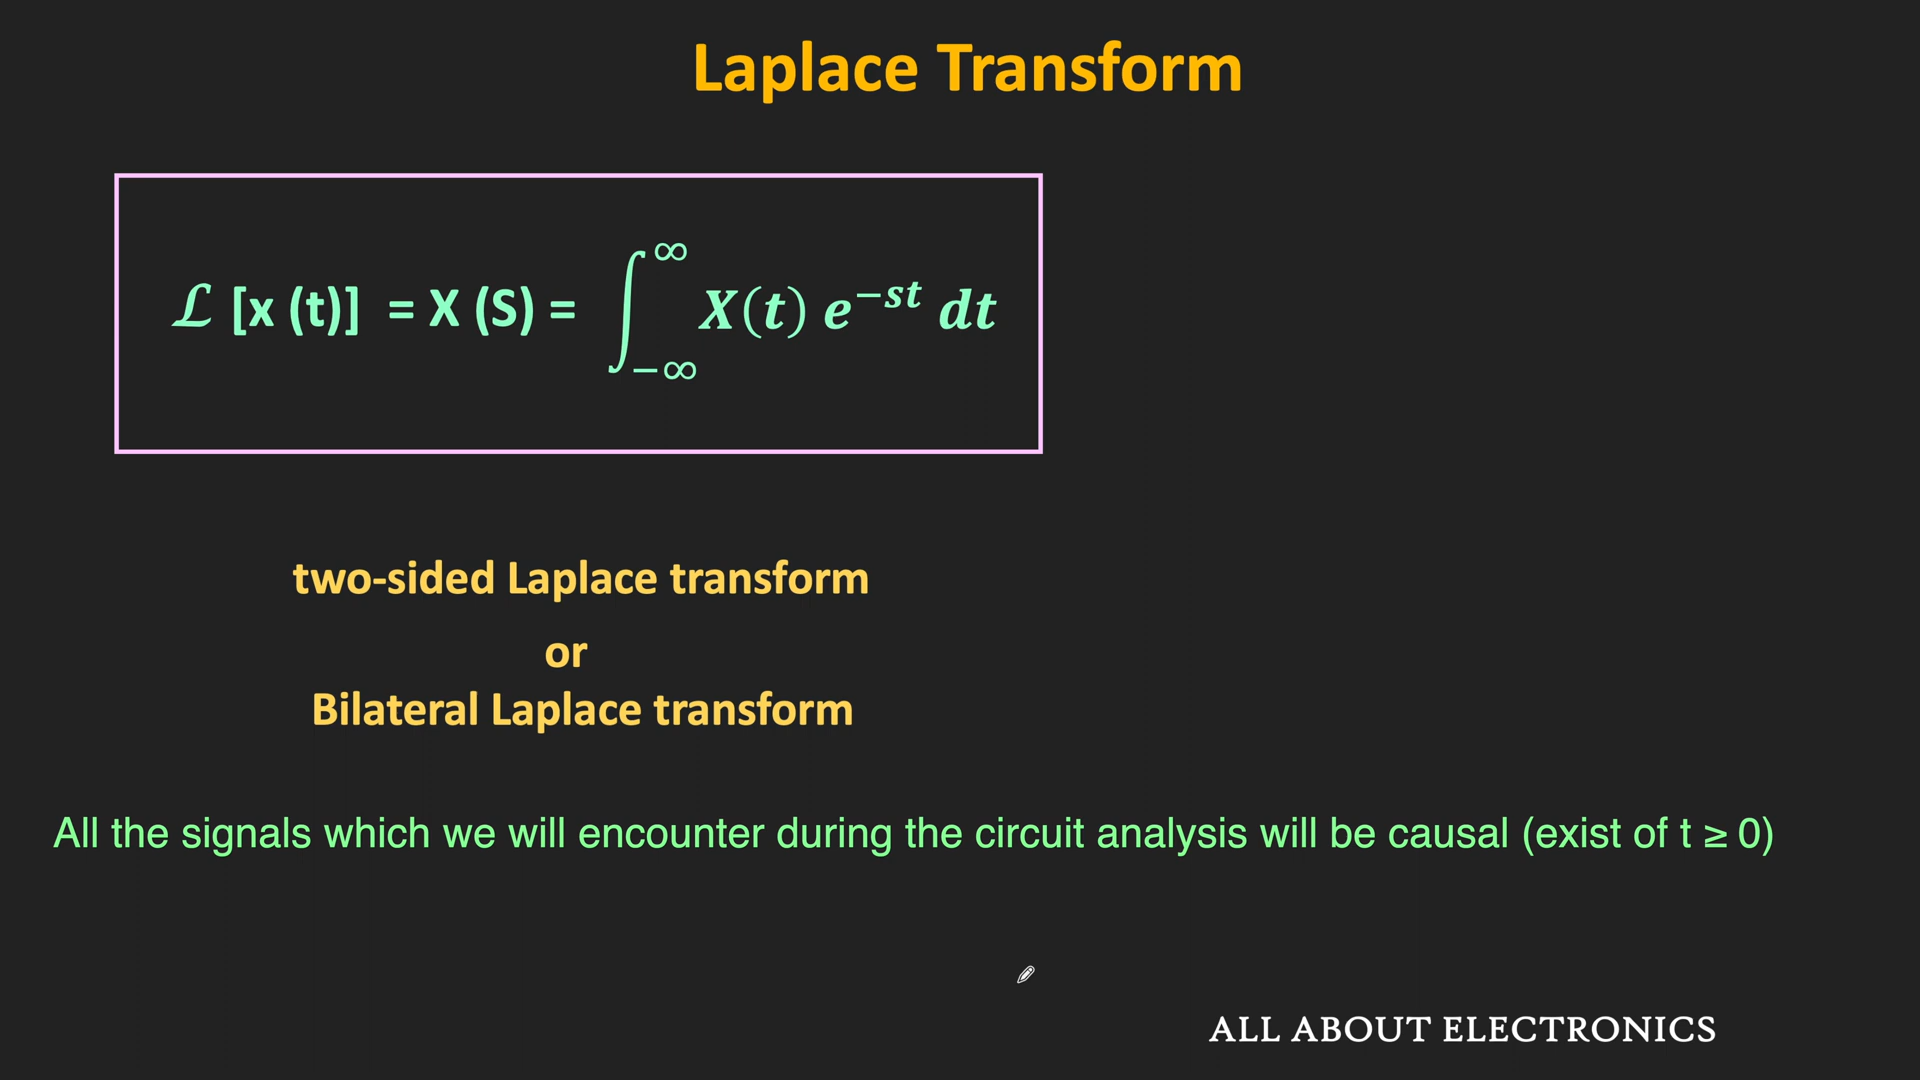 Laplace Transform
ℒ [x (t)] = X (S) = ∫_{-∞}^{∞} X(t) e^{-st} dt
two-sided Laplace transform
or
Bilateral Laplace transform
All the signals which we will encounter during the circuit analysis will be causal (exist of t ≥ 0)
ALL ABOUT ELECTRONICS